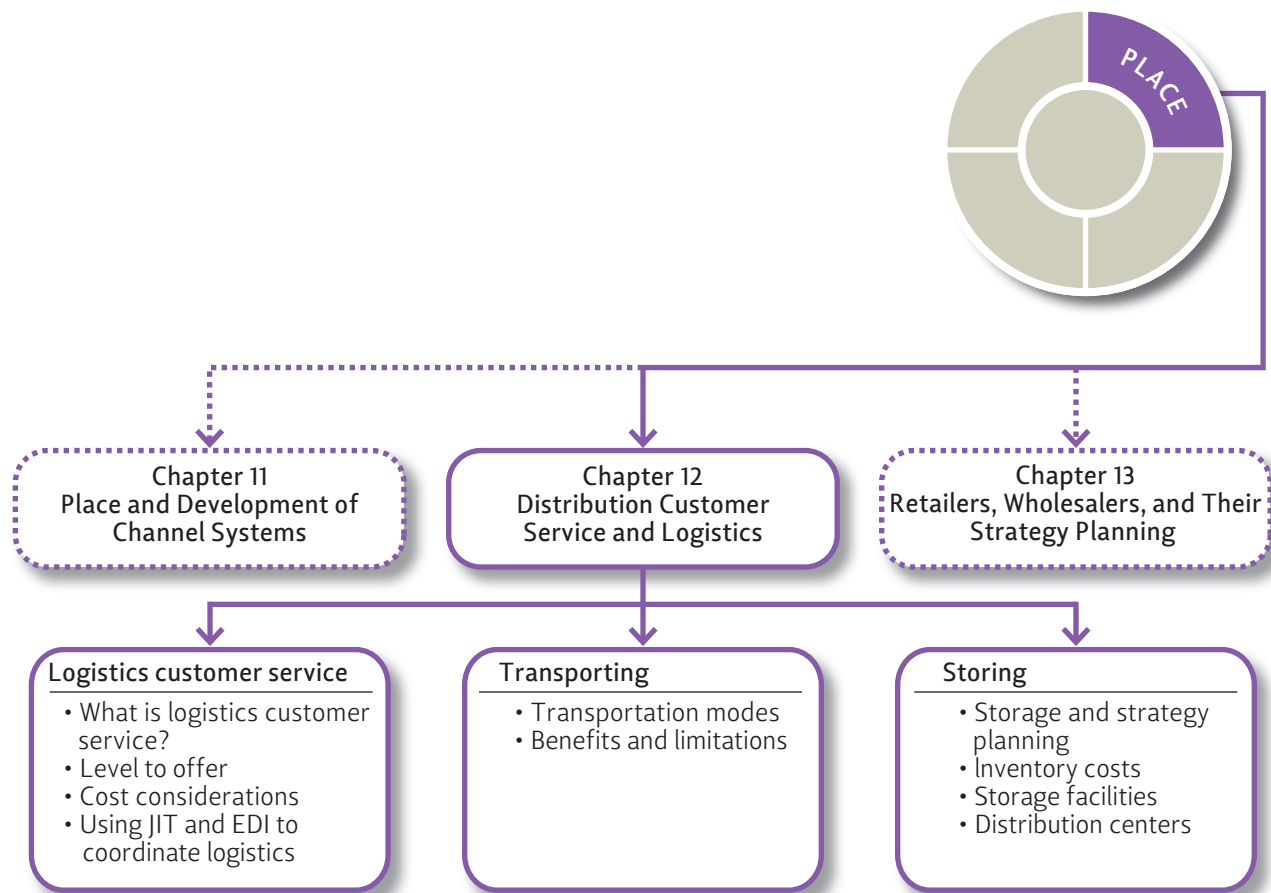 PLACE
Chapter 11
Place and Development of
Channel Systems
Chapter 12
Distribution Customer
Service and Logistics
Chapter 13
Retailers, Wholesalers, and Their
Strategy Planning
Logistics customer service
• What is logistics customer
service?
• Level to offer
• Cost considerations
• Using JIT and EDI to
coordinate logistics
Transporting
• Transportation modes
• Benefits and limitations
Storing
• Storage and strategy
planning
• Inventory costs
• Storage facilities
• Distribution centers